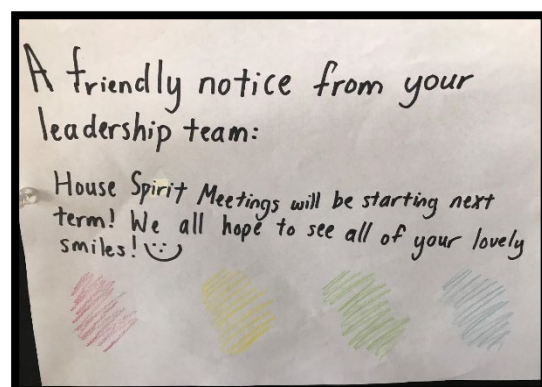 A friendly notice from your
leadership team:
House Spirit Meetings will be starting next
term! We all hope to see all of your lovely
smiles!